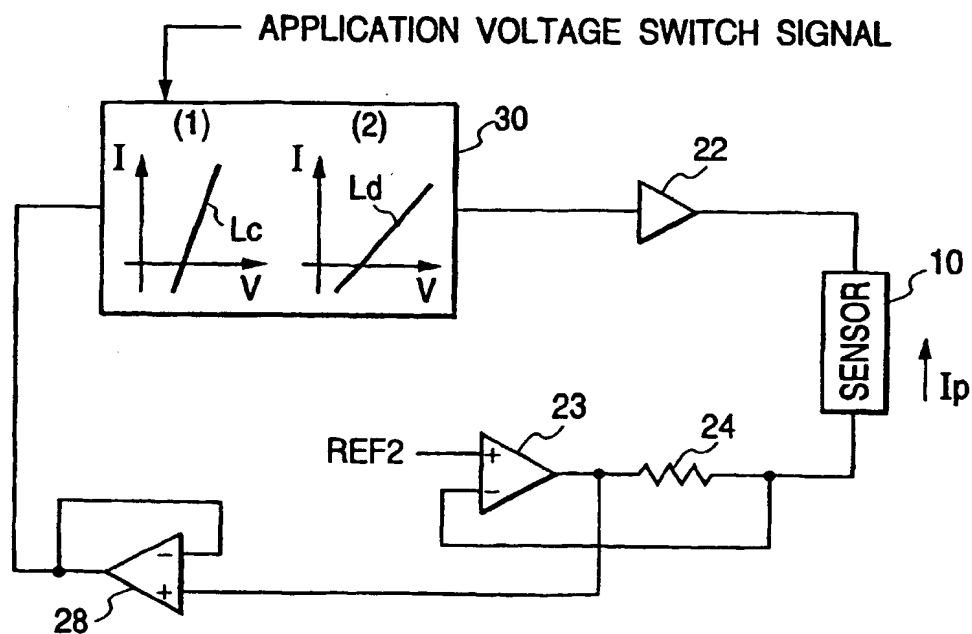 APPLICATION VOLTAGE SWITCH SIGNAL
(1) (2)
30
I
I
Lc
Ld
V
V
22
10
SENSOR
Ip
23
24
REF2
+
−
−
+
28